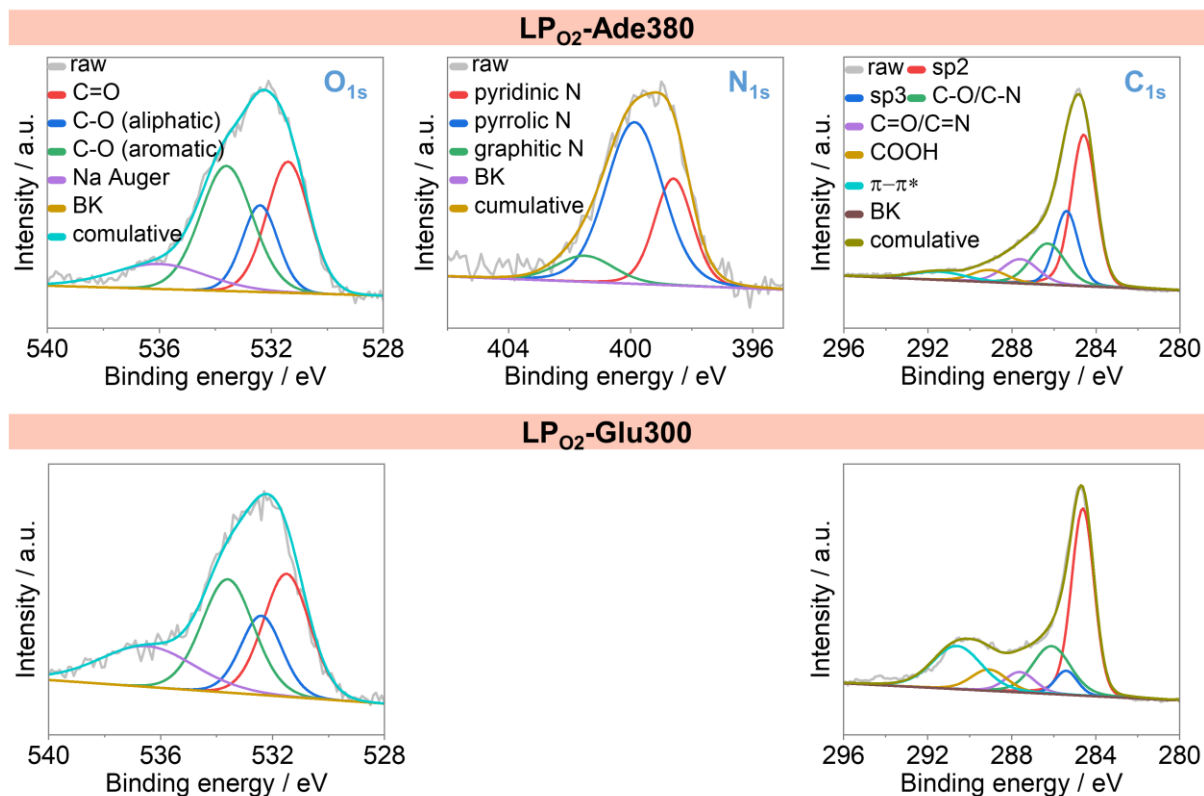 LPO2-Ade380
raw
C=O
C-O (aliphatic)
C-O (aromatic)
Na Auger
BK
comulative
O1s
Intensity / a.u.
540 536 532 528
Binding energy / eV
raw
pyridinic N
pyrrolic N
graphitic N
BK
cumulative
N1s
Intensity / a.u.
404 400 396
Binding energy / eV
raw sp2
sp3 C-O/C-N
C=O/C=N
COOH
π−π*
BK
comulative
C1s
Intensity / a.u.
296 292 288 284 280
Binding energy / eV
LPO2-Glu300
Intensity / a.u.
540 536 532 528
Binding energy / eV
Intensity / a.u.
296 292 288 284 280
Binding energy / eV